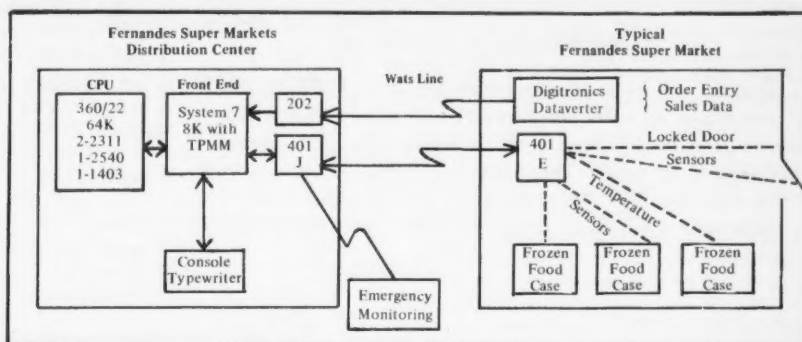 Fernandes Super Markets
Distribution Center
CPU
360/22
64K
2-2311
1-2540
1-1403
Front End
System 7
8K with
TPMM
202
401
J
Console
Typewriter
Wats Line
Emergency
Monitoring
Typical
Fernandes Super Market
Digitronics
Dataverter
Order Entry
Sales Data
401
E
Locked Door
Sensors
Temperature
Sensors
Frozen
Food
Case
Frozen
Food
Case
Frozen
Food
Case